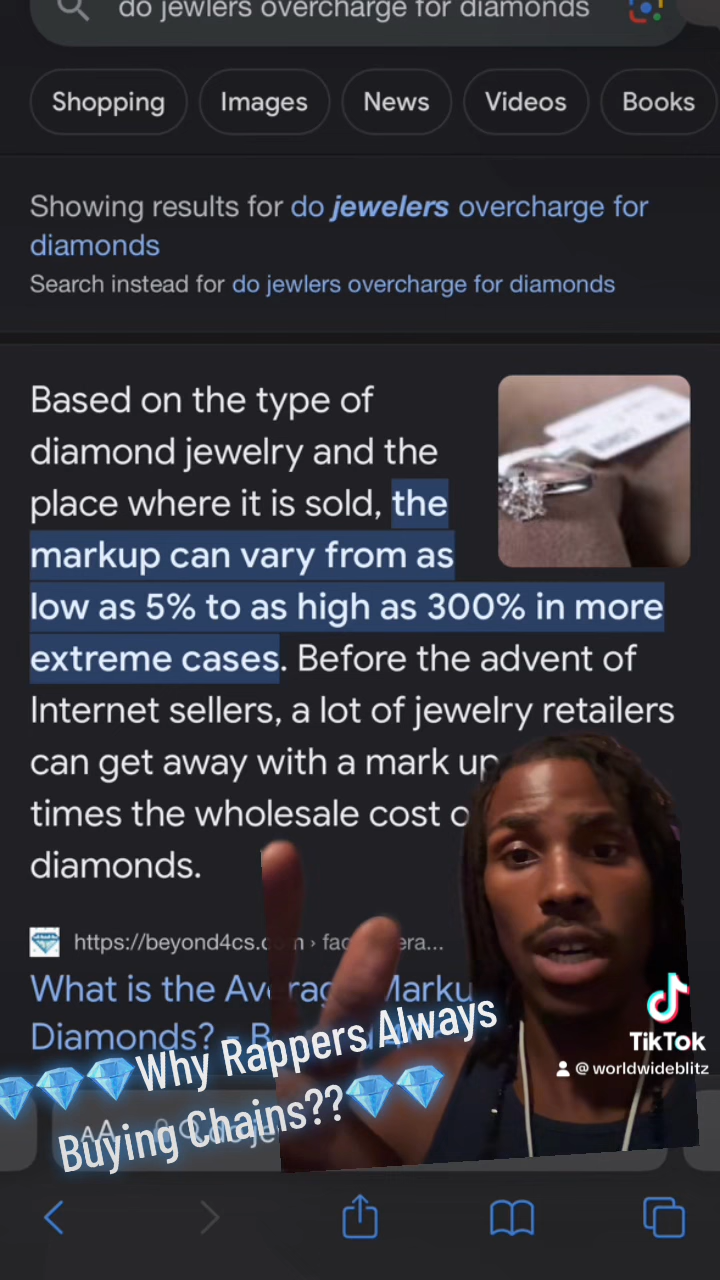 do jewlers overcharge for diamonds
Shopping Images News Videos Books
Showing results for do jewelers overcharge for
diamonds
Search instead for do jewlers overcharge for diamonds
Based on the type of
diamond jewelry and the
place where it is sold, the
markup can vary from as
low as 5% to as high as 300% in more
extreme cases. Before the advent of
Internet sellers, a lot of jewelry retailers
can get away with a mark up
times the wholesale cost
diamonds.
https://beyond4cs.
What is the
Diamonds?
💎💎💎Why Rappers Always
Buying Chains??💎💎
AA
TikTok
@worldwideblitz